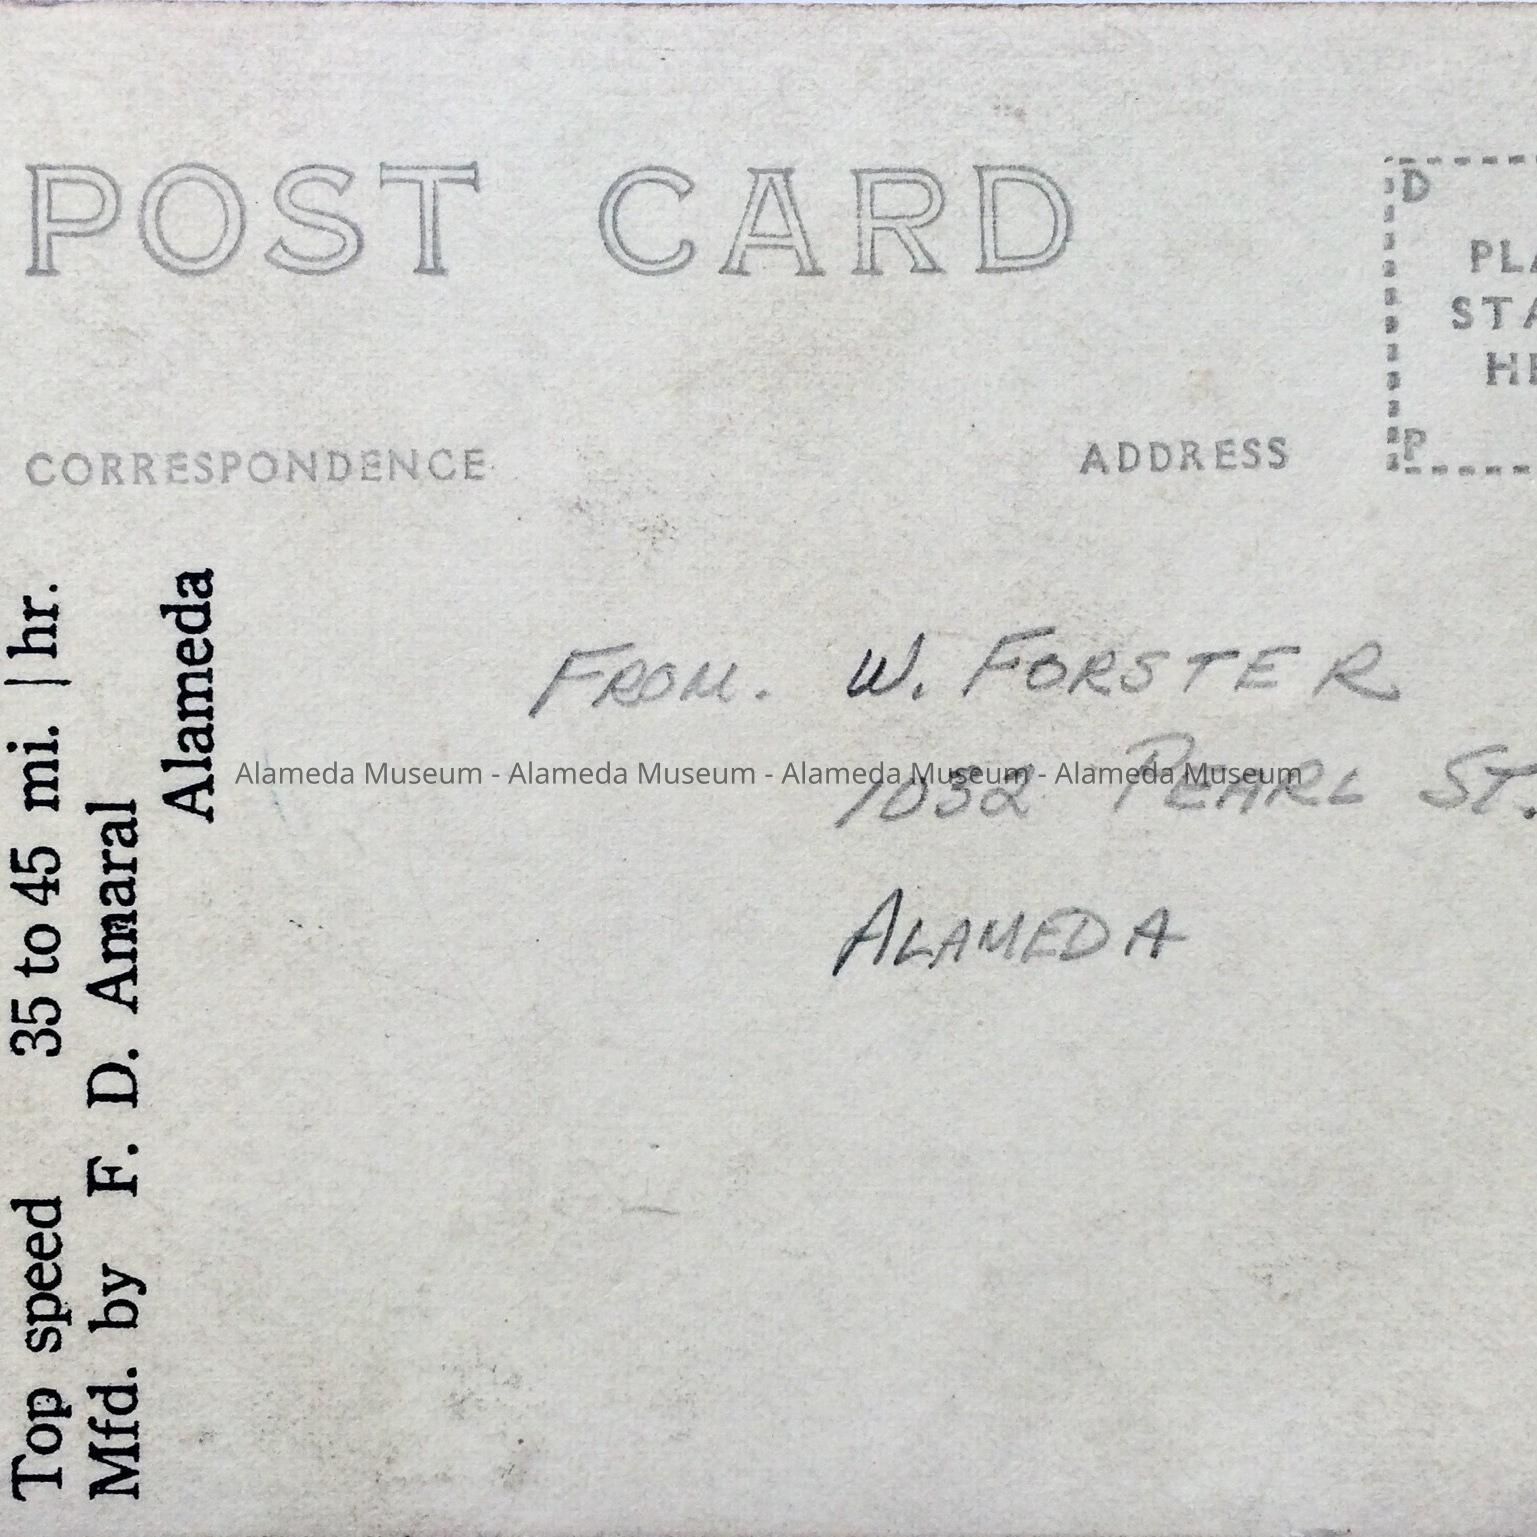 POST CARD
D
PLA
STA
HE
P
CORRESPONDENCE
ADDRESS
FROM. W. FORSTER
1032 PEARL ST.
ALAMEDA
Top speed 35 to 45 mi. | hr.
Mfd. by F. D. Amaral
Alameda
Alameda Museum - Alameda Museum - Alameda Museum - Alameda Museum